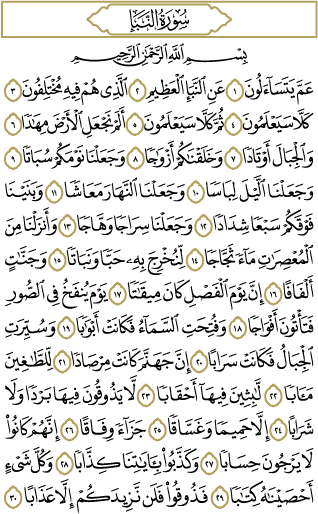 سُورَةُ النَّبَإِ
بِسْمِ اللَّهِ الرَّحْمَٰنِ الرَّحِيمِ
عَمَّ يَتَسَآءَلُونَ ١ عَنِ ٱلنَّبَإِ ٱلْعَظِيمِ ٢ ٱلَّذِى هُمْ فِيهِ مُخْتَلِفُونَ ٣
كَلَّا سَيَعْلَمُونَ ٤ ثُمَّ كَلَّا سَيَعْلَمُونَ ٥ أَلَمْ نَجْعَلِ ٱلْأَرْضَ مِهَٰدًا ٦
وَٱلْجِبَالَ أَوْتَادًا ٧ وَخَلَقْنَٰكُمْ أَزْوَٰجًا ٨ وَجَعَلْنَا نَوْمَكُمْ سُبَاتًا ٩
وَجَعَلْنَا ٱلَّيْلَ لِبَاسًا ١٠ وَجَعَلْنَا ٱلنَّهَارَ مَعَاشًا ١١ وَبَنَيْنَا
فَوْقَكُمْ سَبْعًا شِدَادًا ١٢ وَجَعَلْنَا سِرَاجًا وَهَّاجًا ١٣ وَأَنزَلْنَا مِنَ
ٱلْمُعْصِرَٰتِ مَآءً ثَجَّاجًا ١٤ لِّنُخْرِجَ بِهِۦ حَبًّا وَنَبَاتًا ١٥ وَجَنَّٰتٍ
أَلْفَافًا ١٦ إِنَّ يَوْمَ ٱلْفَصْلِ كَانَ مِيقَٰتًا ١٧ يَوْمَ يُنفَخُ فِى ٱلصُّورِ
فَتَأْتُونَ أَفْوَاجًا ١٨ وَفُتِحَتِ ٱلسَّمَآءُ فَكَانَتْ أَبْوَٰبًا ١٩ وَسُيِّرَتِ
ٱلْجِبَالُ فَكَانَتْ سَرَابًا ٢٠ إِنَّ جَهَنَّمَ كَانَتْ مِرْصَادًا ٢١ لِّلطَّٰغِينَ
مَـَٔابًا ٢٢ لَّٰبِثِينَ فِيهَآ أَحْقَابًا ٢٣ لَّا يَذُوقُونَ فِيهَا بَرْدًا وَلَا
شَرَابًا ٢٤ إِلَّا حَمِيمًا وَغَسَّاقًا ٢٥ جَزَآءً وِفَاقًا ٢٦ إِنَّهُمْ كَانُوا۟
لَا يَرْجُونَ حِسَابًا ٢٧ وَكَذَّبُوا۟ بِـَٔايَٰتِنَا كِذَّابًا ٢٨ وَكُلَّ شَىْءٍ
أَحْصَيْنَٰهُ كِتَٰبًا ٢٩ فَذُوقُوا۟ فَلَن نَّزِيدَكُمْ إِلَّا عَذَابًا ٣٠